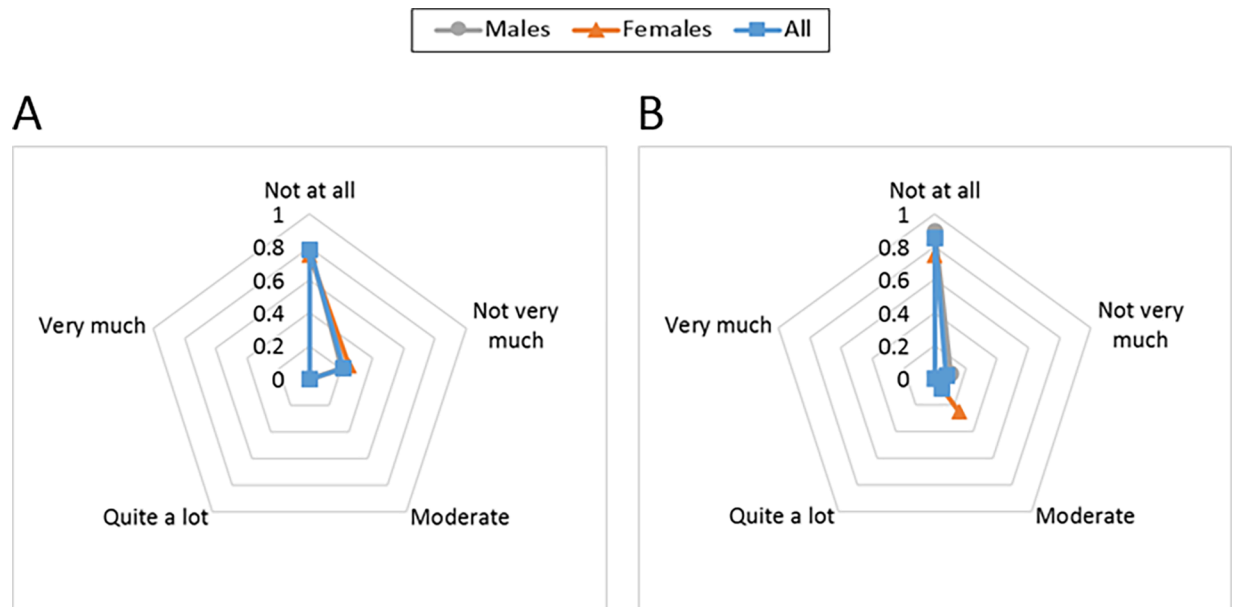 Males Females All
A
B
Not at all
1
0.8
0.6
0.4
0.2
0
Not very
much
Moderate
Quite a lot
Very much
Not at all
1
0.8
0.6
0.4
0.2
0
Not very
much
Moderate
Quite a lot
Very much